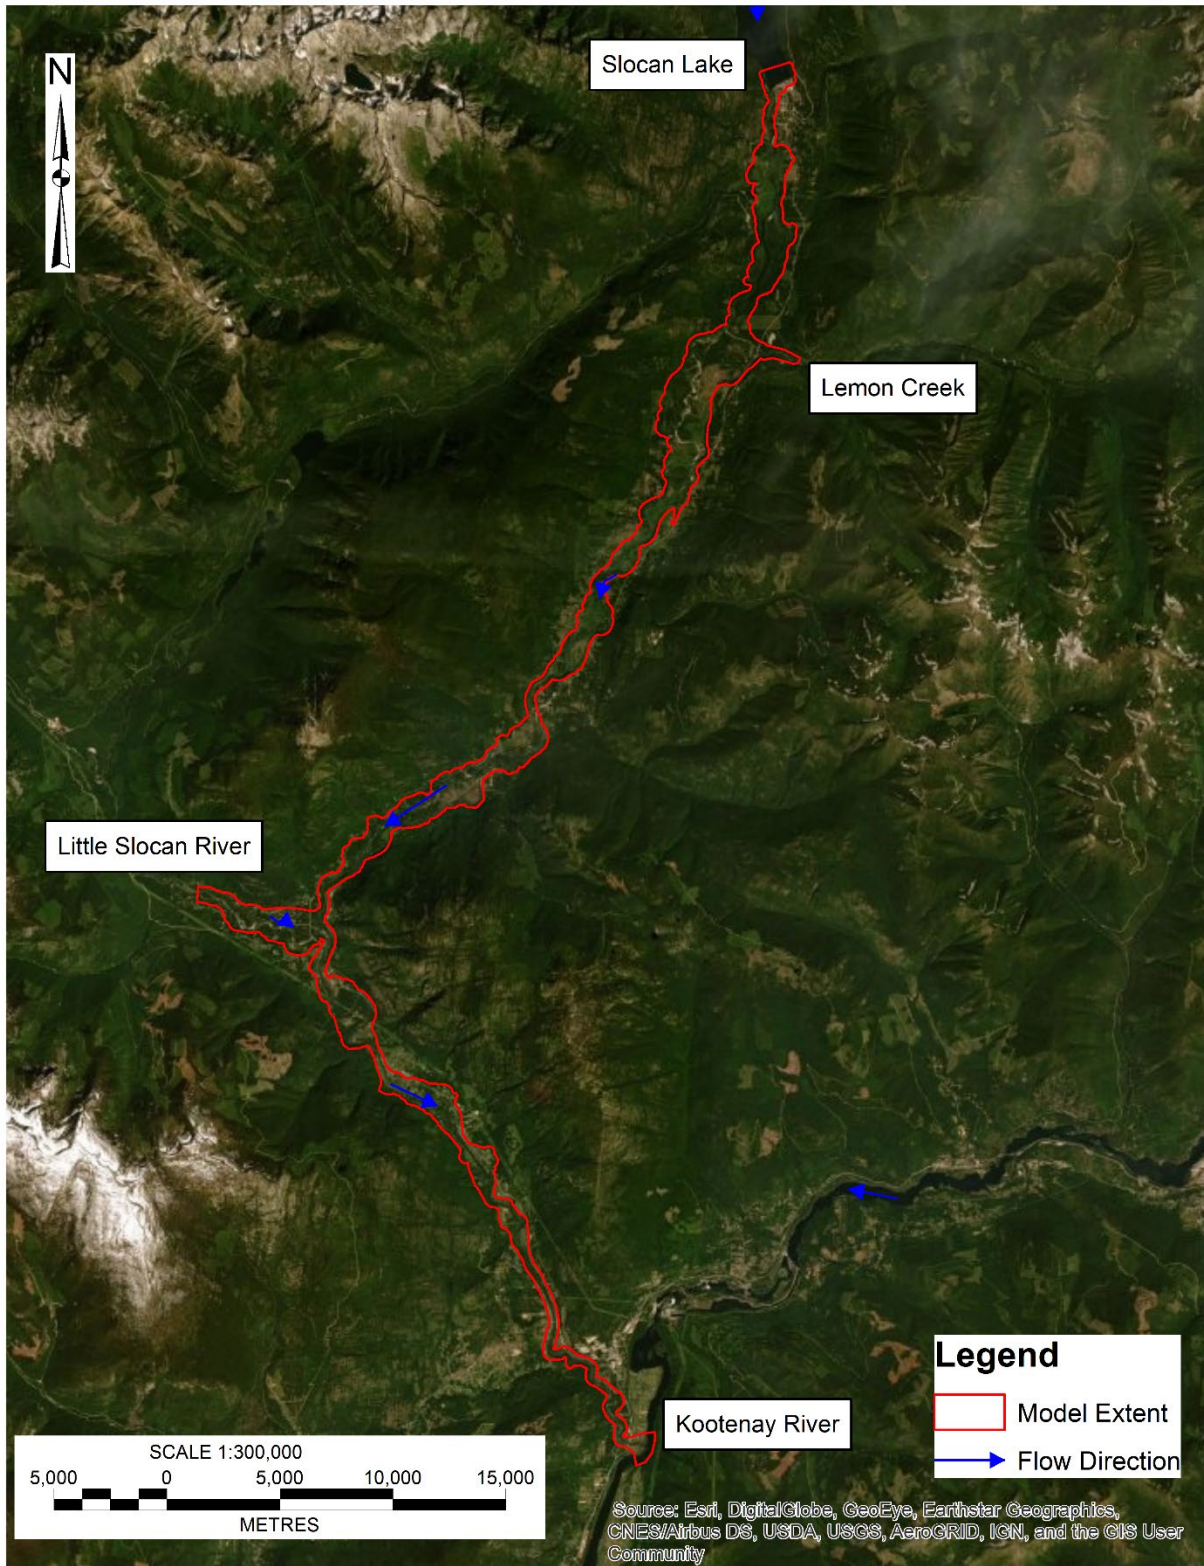 N
Slocan Lake
Lemon Creek
Little Slocan River
Kootenay River
Legend
Model Extent
Flow Direction
SCALE 1:300,000
5,000 0 5,000 10,000 15,000
METRES
Source: Esri, DigitalGlobe, GeoEye, Earthstar Geographics,
CNES/Airbus DS, USDA, USGS, AeroGRID, IGN, and the GIS User
Community